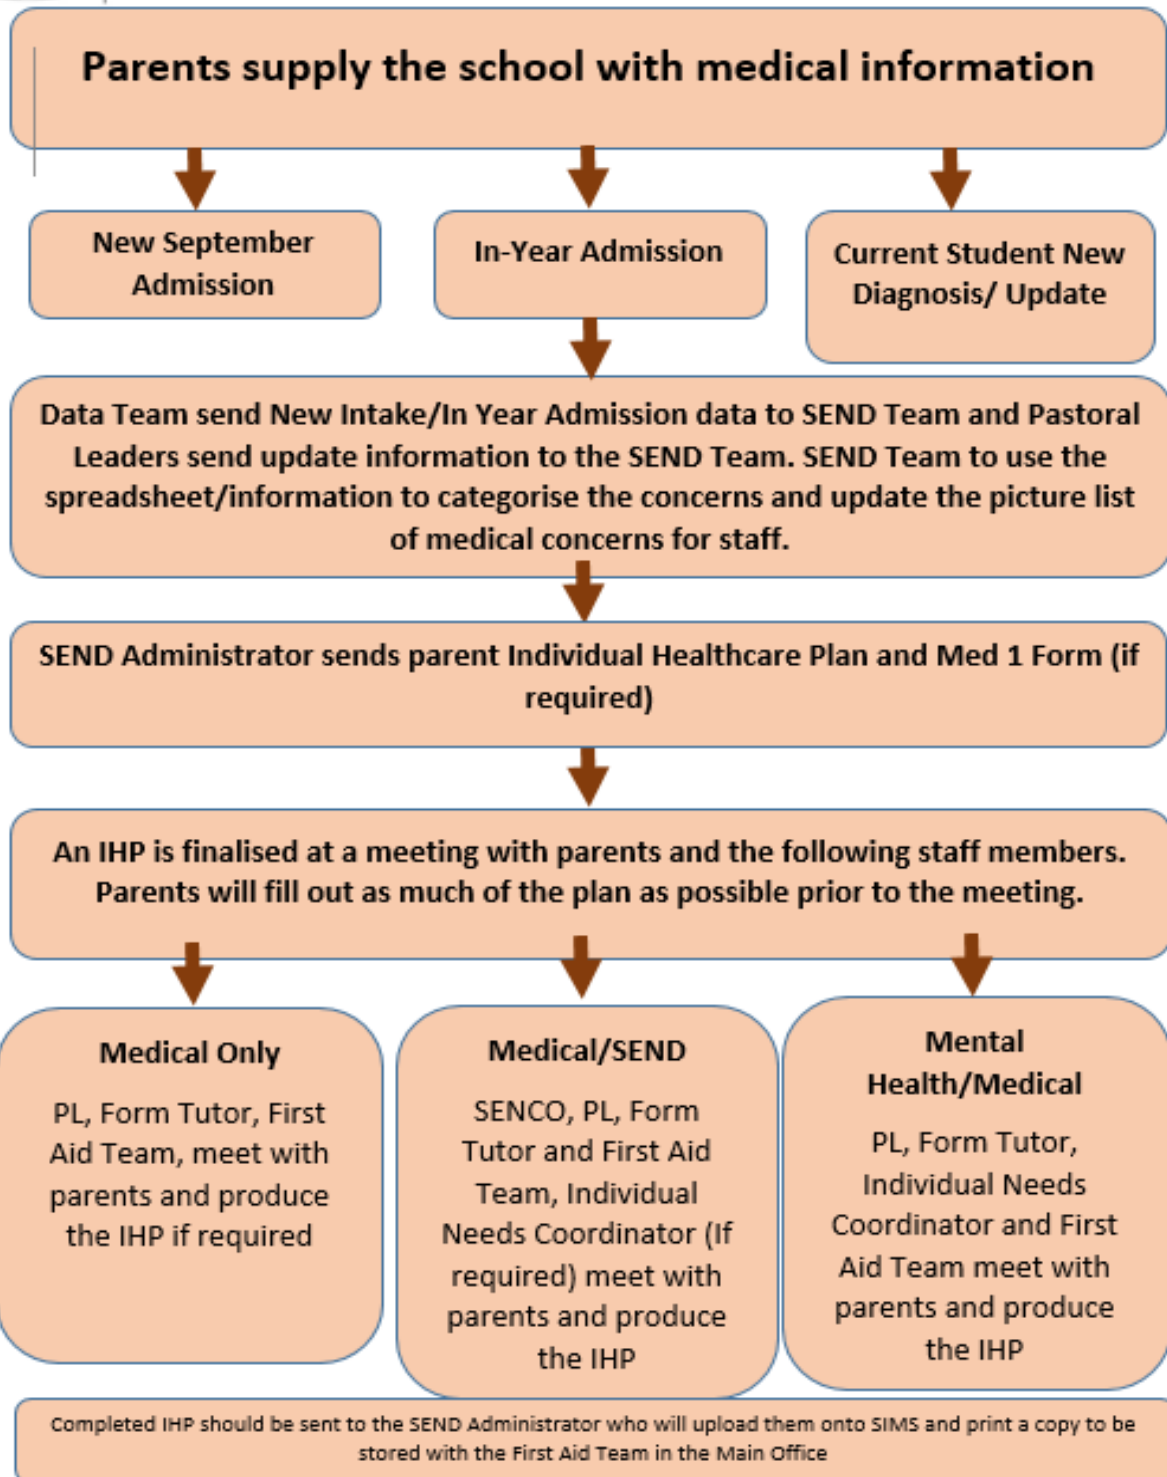 Parents supply the school with medical information
New September
Admission
In-Year Admission
Current Student New
Diagnosis/ Update
Data Team send New Intake/In Year Admission data to SEND Team and Pastoral
Leaders send update information to the SEND Team. SEND Team to use the
spreadsheet/information to categorise the concerns and update the picture list
of medical concerns for staff.
SEND Administrator sends parent Individual Healthcare Plan and Med 1 Form (if
required)
An IHP is finalised at a meeting with parents and the following staff members.
Parents will fill out as much of the plan as possible prior to the meeting.
Medical Only
PL, Form Tutor, First
Aid Team, meet with
parents and produce
the IHP if required
Medical/SEND
SENCO, PL, Form
Tutor and First Aid
Team, Individual
Needs Coordinator (If
required) meet with
parents and produce
the IHP
Mental
Health/Medical
PL, Form Tutor,
Individual Needs
Coordinator and First
Aid Team meet with
parents and produce
the IHP
Completed IHP should be sent to the SEND Administrator who will upload them onto SIMS and print a copy to be
stored with the First Aid Team in the Main Office